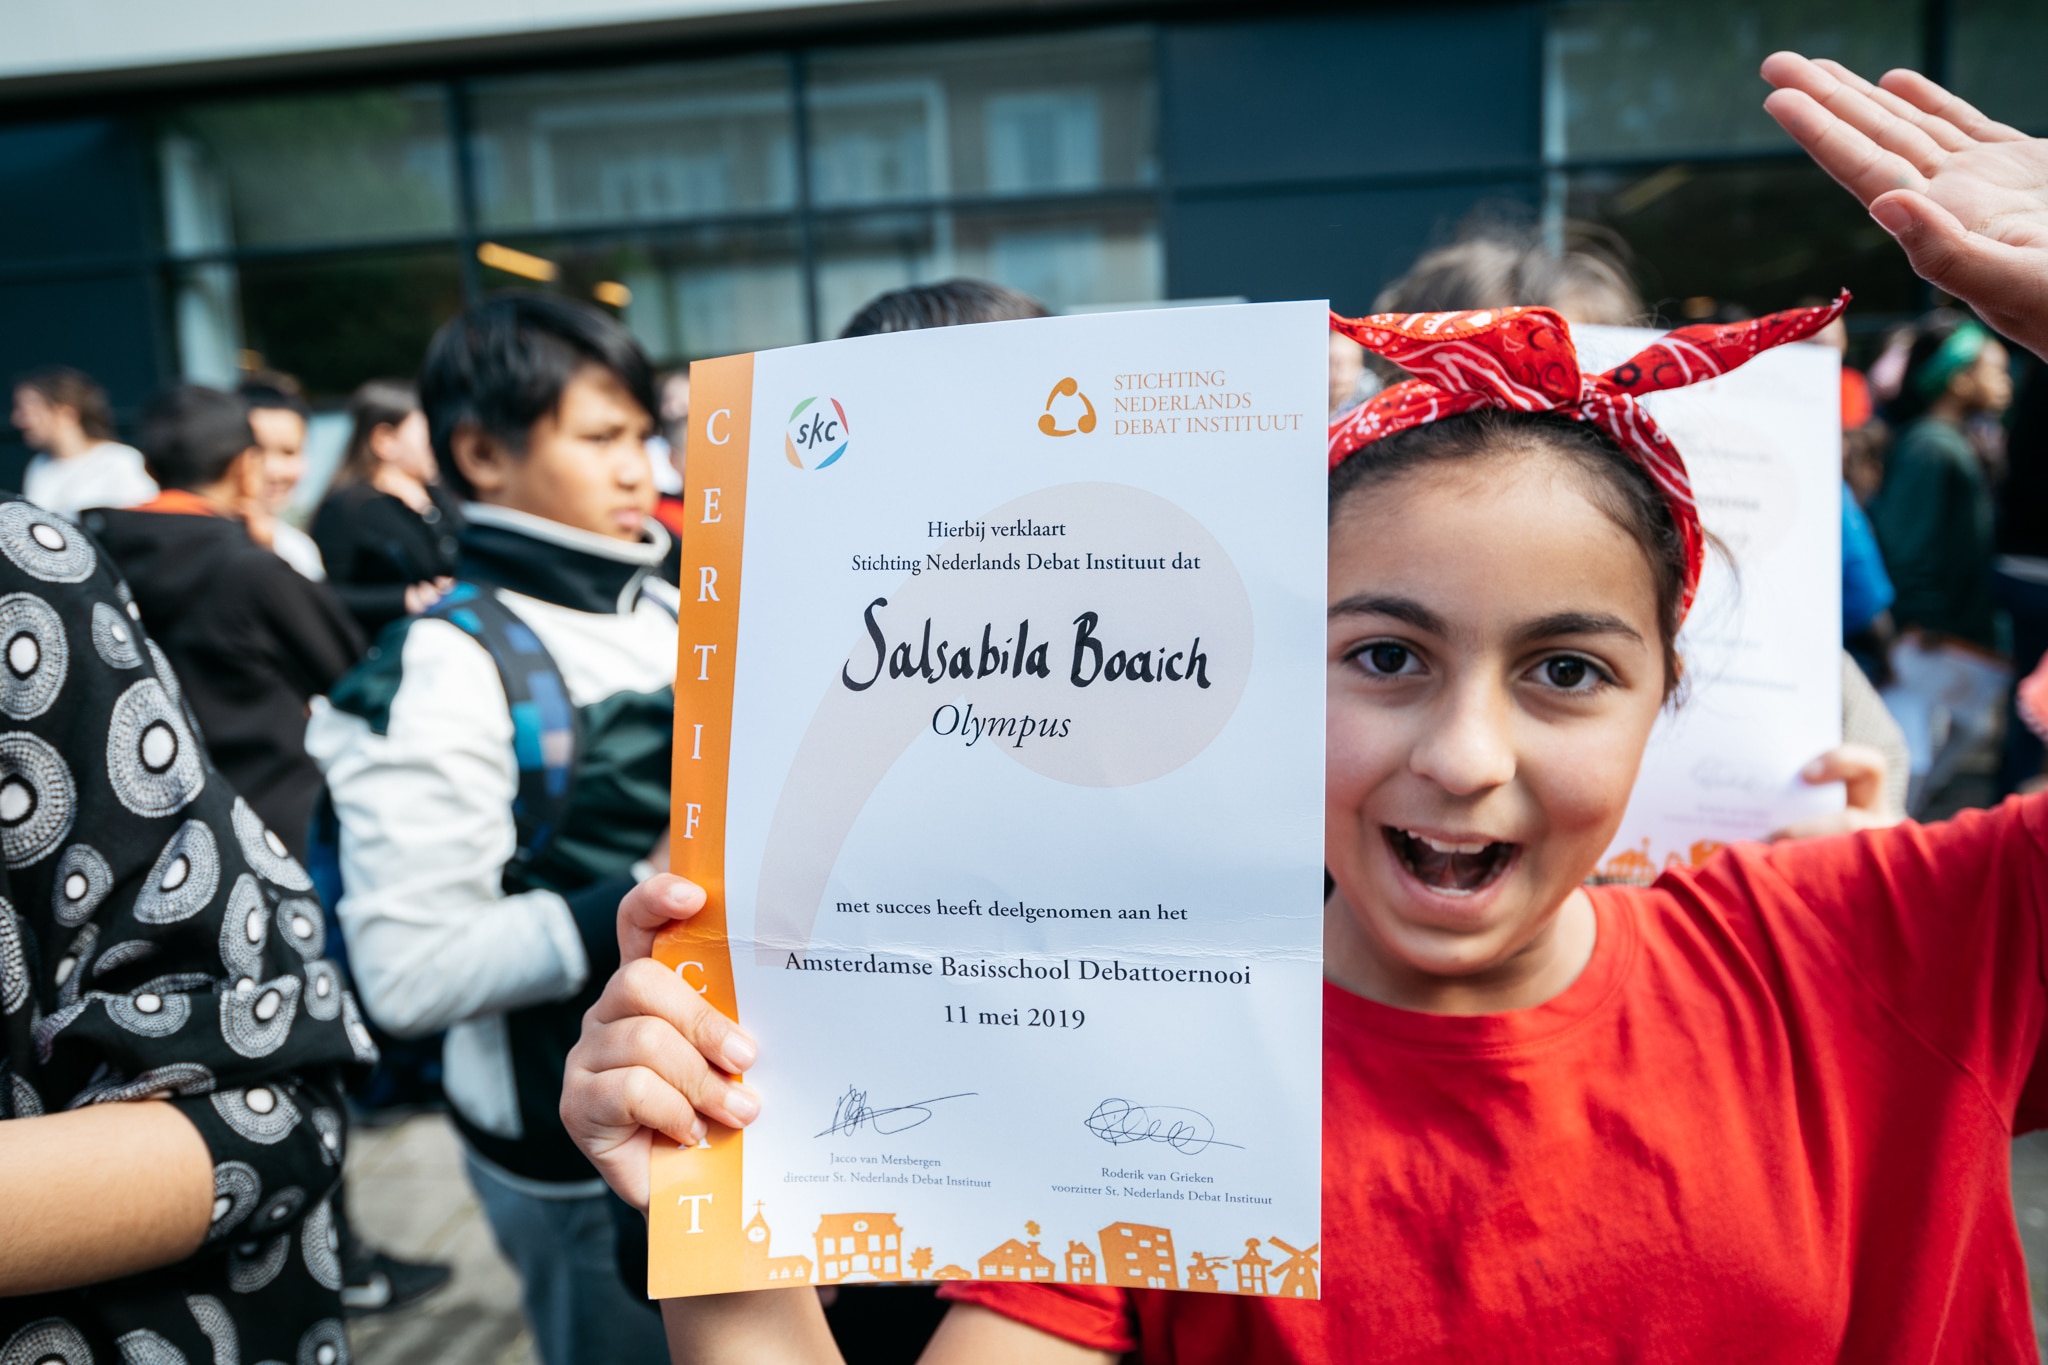 CERTIFICAT
skc
STICHTING
NEDERLANDS
DEBAT INSTITUUT
Hierbij verklaart
Stichting Nederlands Debat Instituut dat
Salsabila Boaich
Olympus
met succes heeft deelgenomen aan het
Amsterdamse Basisschool Debattoernooi
11 mei 2019
Jacco van Mersbergen
directeur St. Nederlands Debat Instituut
Roderik van Grieken
voorzitter St. Nederlands Debat Instituut